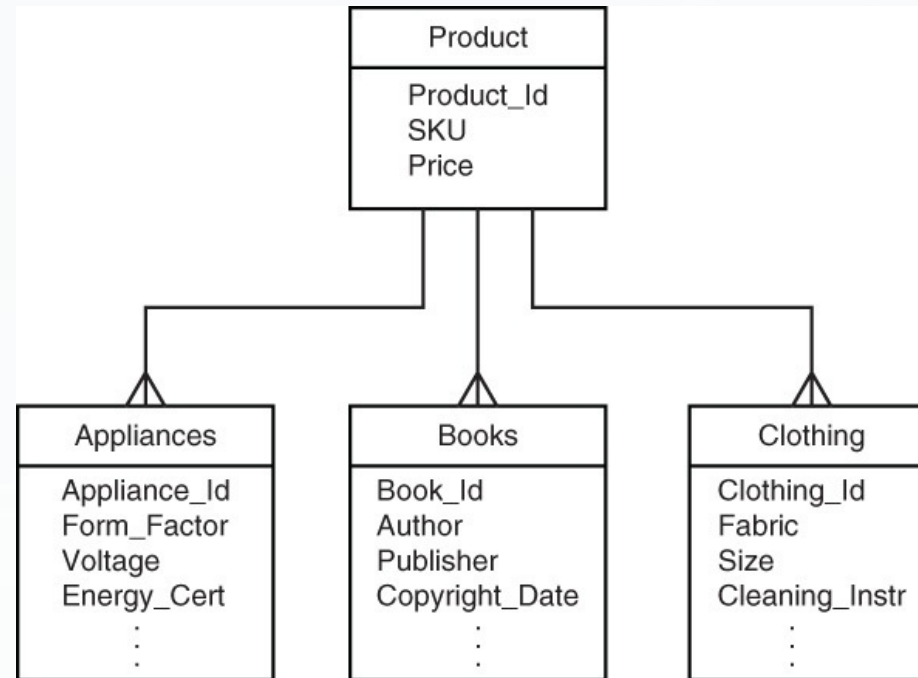 Product
Product_Id
SKU
Price
Appliances
Appliance_Id
Form_Factor
Voltage
Energy_Cert
Books
Book_Id
Author
Publisher
Copyright_Date
Clothing
Clothing_Id
Fabric
Size
Cleaning_Instr